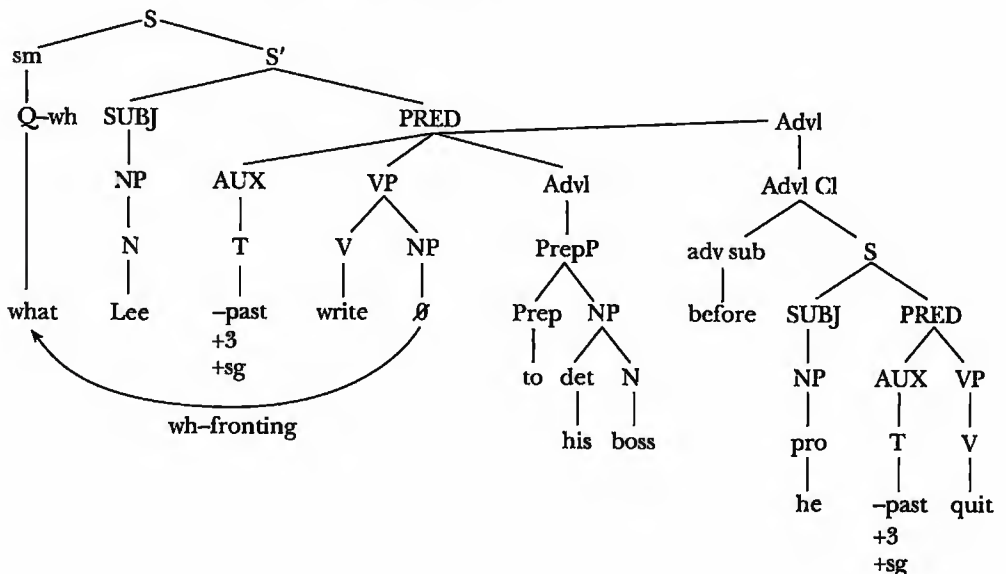 S
sm S′
Q–wh SUBJ PRED Advl
NP AUX VP Advl Advl Cl
N T V NP PrepP adv sub S
what Lee –past write ∅ Prep NP before SUBJ PRED
+3
+sg to det N NP AUX VP
wh–fronting
his boss pro T V
he –past quit
+3
+sg